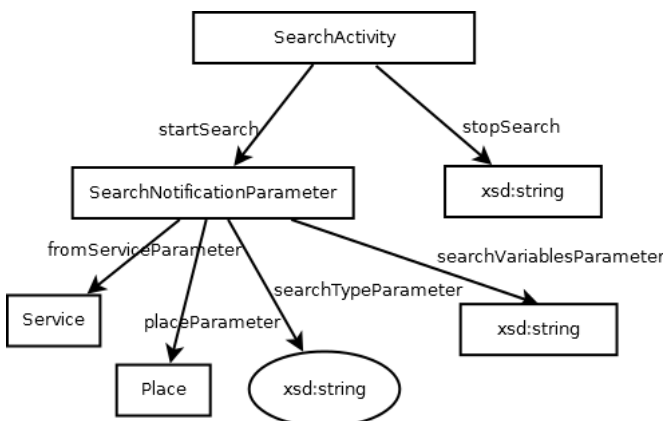 SearchActivity
startSearch
stopSearch
SearchNotificationParameter
xsd:string
fromServiceParameter
searchVariablesParameter
searchTypeParameter
Service
placeParameter
xsd:string
Place
xsd:string